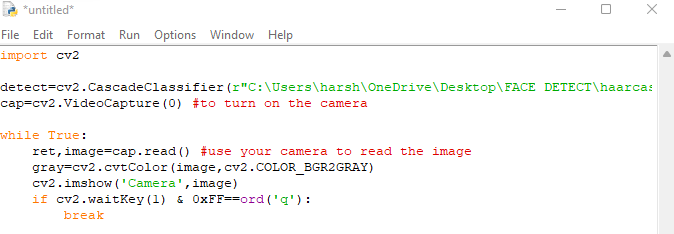 *untitled*
File Edit Format Run Options Window Help
import cv2
detect=cv2.CascadeClassifier(r"C:\Users\harsh\OneDrive\Desktop\FACE DETECT\haarcas
cap=cv2.VideoCapture(0) #to turn on the camera
while True:
    ret,image=cap.read() #use your camera to read the image
    gray=cv2.cvtColor(image,cv2.COLOR_BGR2GRAY)
    cv2.imshow('Camera',image)
    if cv2.waitKey(1) & 0xFF==ord('q'):
        break